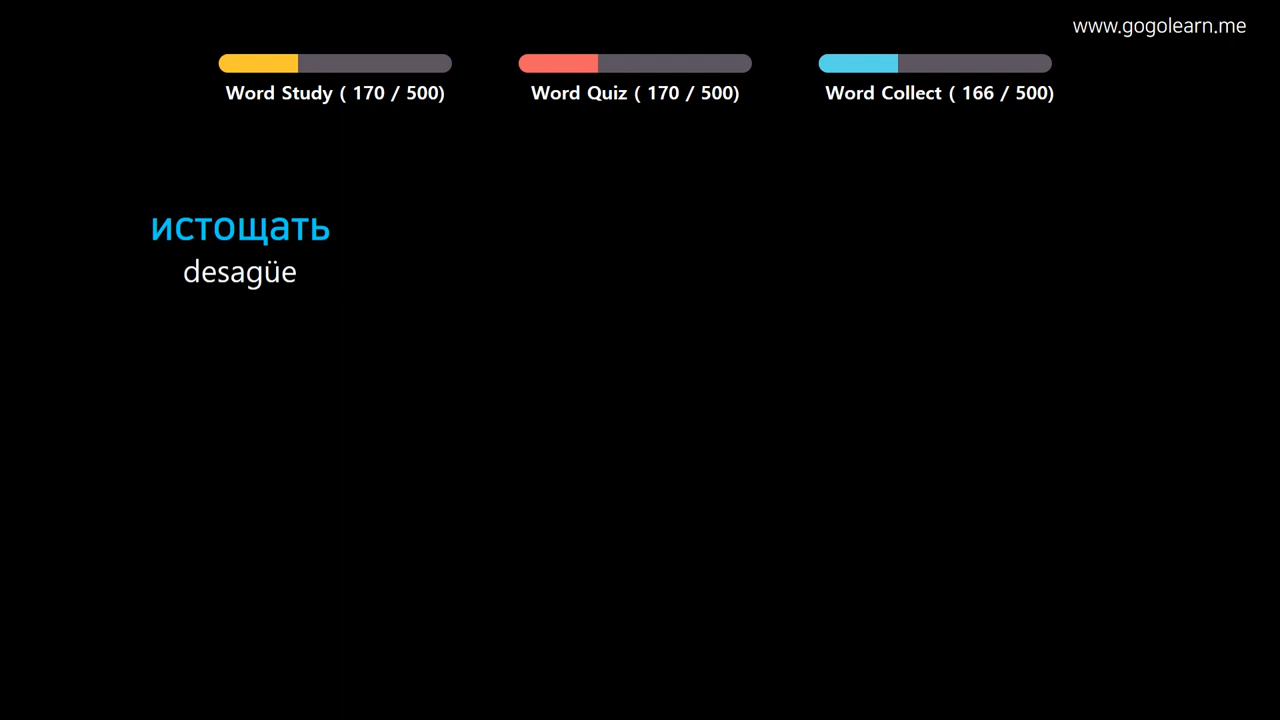 www.gogolearn.me
Word Study ( 170 / 500)
Word Quiz ( 170 / 500)
Word Collect ( 166 / 500)
истощать
desagüe